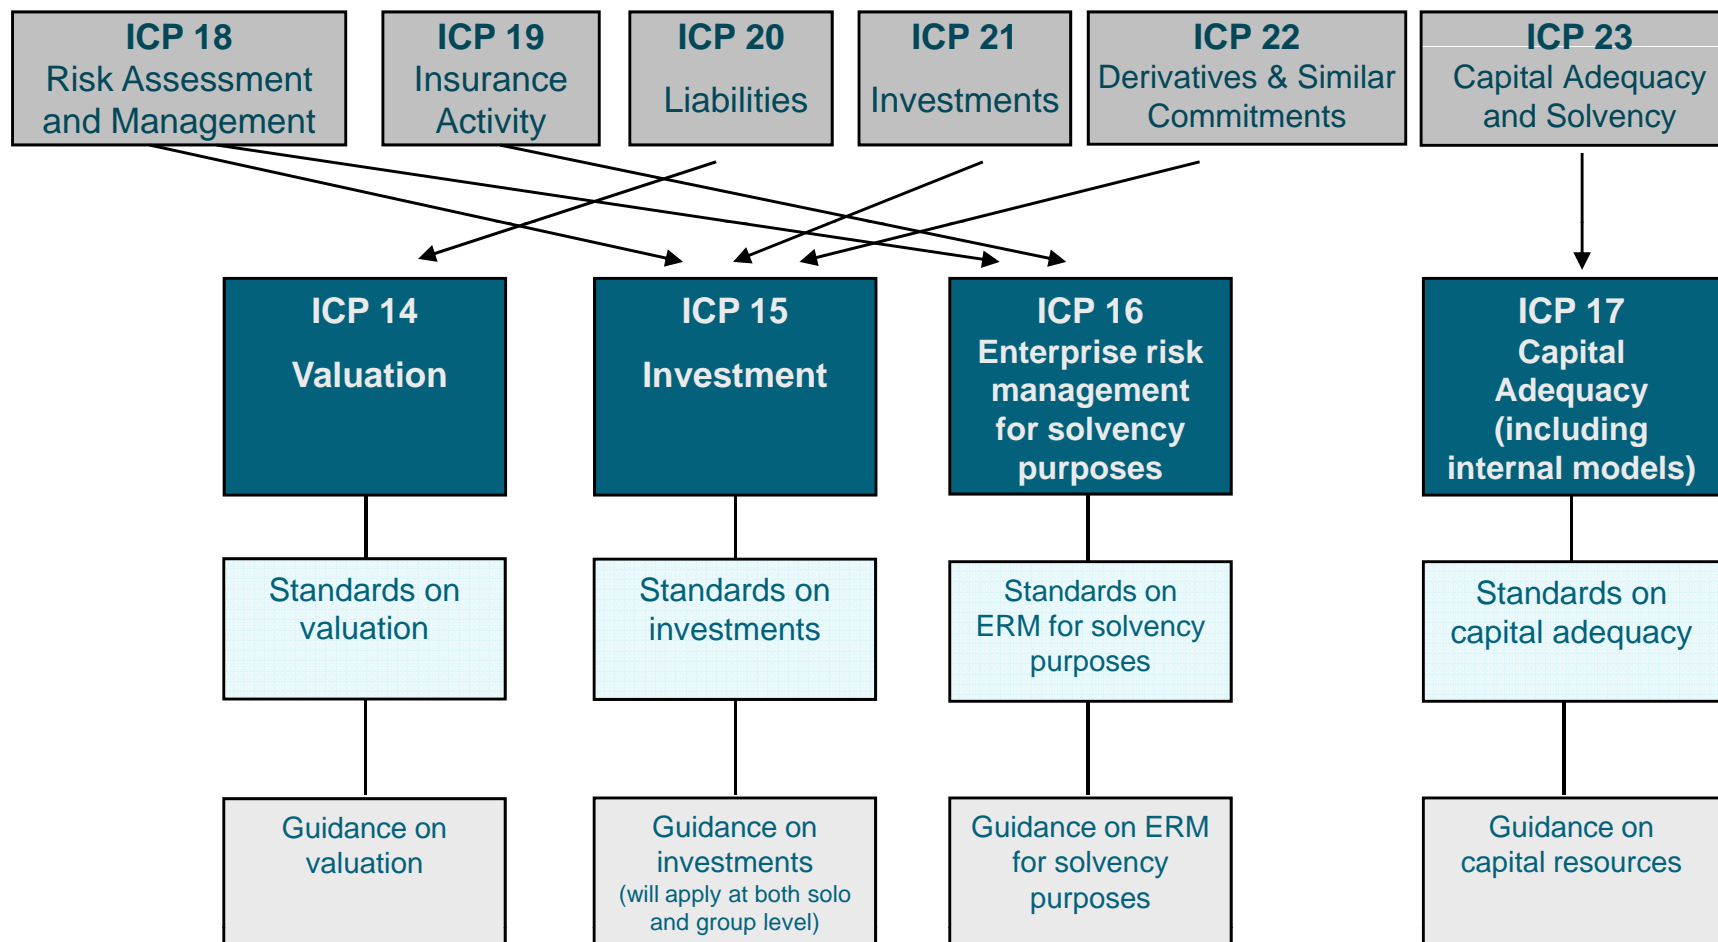 ICP 18
Risk Assessment
and Management
ICP 19
Insurance
Activity
ICP 20
Liabilities
ICP 21
Investments
ICP 22
Derivatives & Similar
Commitments
ICP 23
Capital Adequacy
and Solvency
ICP 14
Valuation
ICP 15
Investment
ICP 16
Enterprise risk
management
for solvency
purposes
ICP 17
Capital
Adequacy
(including
internal models)
Standards on
valuation
Standards on
investments
Standards on
ERM for solvency
purposes
Standards on
capital adequacy
Guidance on
valuation
Guidance on
investments
(will apply at both solo
and group level)
Guidance on ERM
for solvency
purposes
Guidance on
capital resources